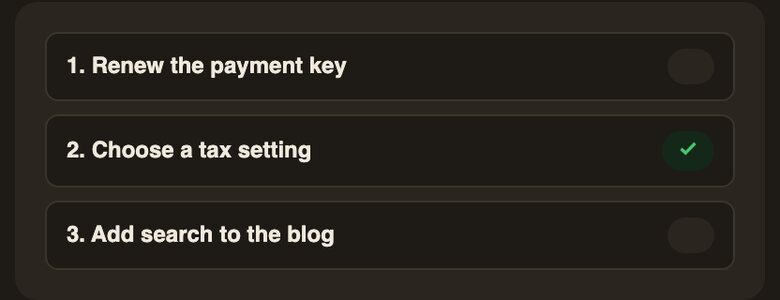 1. Renew the payment key
2. Choose a tax setting
3. Add search to the blog